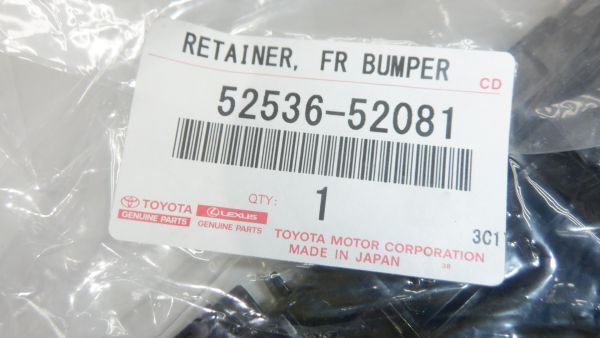 RETAINER, FR BUMPER
CD
52536-52081
QTY: 1
TOYOTA LEXUS
GENUINE PARTS GENUINE PARTS
TOYOTA MOTOR CORPORATION
MADE IN JAPAN 38
3C1